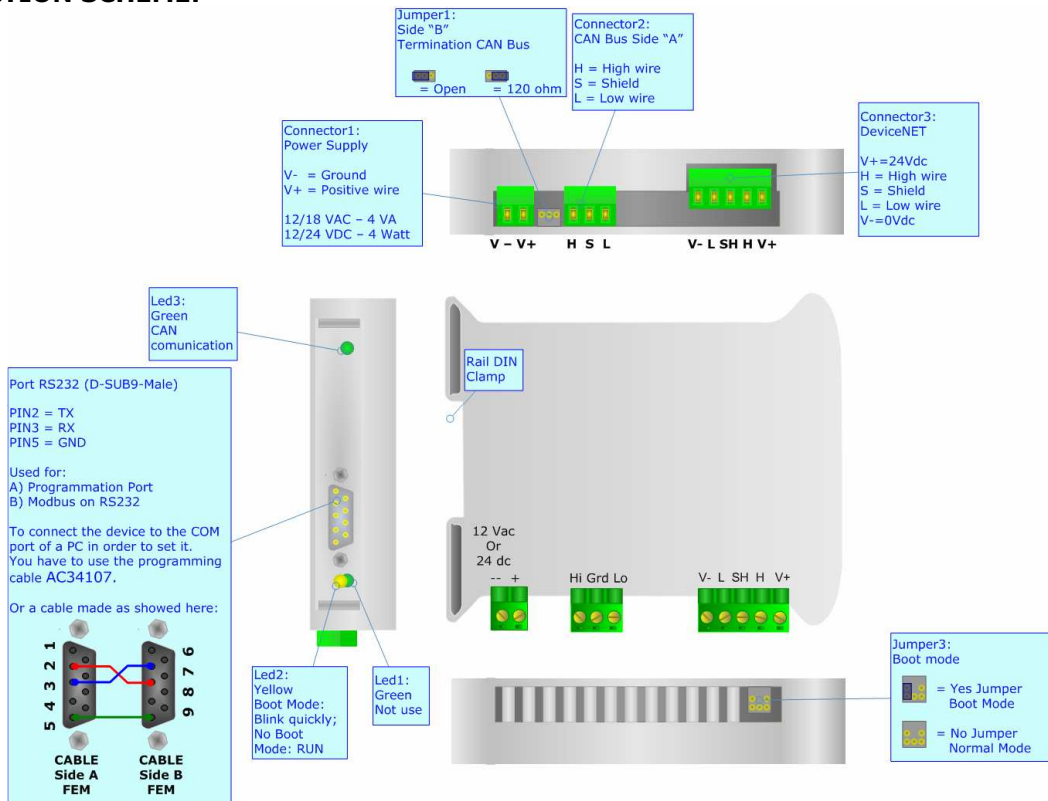 Jumper1:
Side “B”
Termination CAN Bus
= Open = 120 ohm
Connector2:
CAN Bus Side “A”
H = High wire
S = Shield
L = Low wire
Connector1:
Power Supply
V- = Ground
V+ = Positive wire
12/18 VAC – 4 VA
12/24 VDC – 4 Watt
Connector3:
DeviceNET
V+=24Vdc
H = High wire
S = Shield
L = Low wire
V-=0Vdc
V – V+ H S L V- L SH H V+
Led3:
Green
CAN
comunication
Rail DIN
Clamp
Port RS232 (D-SUB9-Male)
PIN2 = TX
PIN3 = RX
PIN5 = GND
Used for:
A) Programmation Port
B) Modbus on RS232
To connect the device to the COM
port of a PC in order to set it.
You have to use the programming
cable AC34107.
Or a cable made as showed here:
1 2 3 4 5
6 7 8 9
CABLE
Side A
FEM
CABLE
Side B
FEM
12 Vac
Or
24 dc
-- + Hi Grd Lo V- L SH H V+
Led2:
Yellow
Boot Mode:
Blink quickly;
No Boot
Mode: RUN
Led1:
Green
Not use
Jumper3:
Boot mode
= Yes Jumper
Boot Mode
= No Jumper
Normal Mode